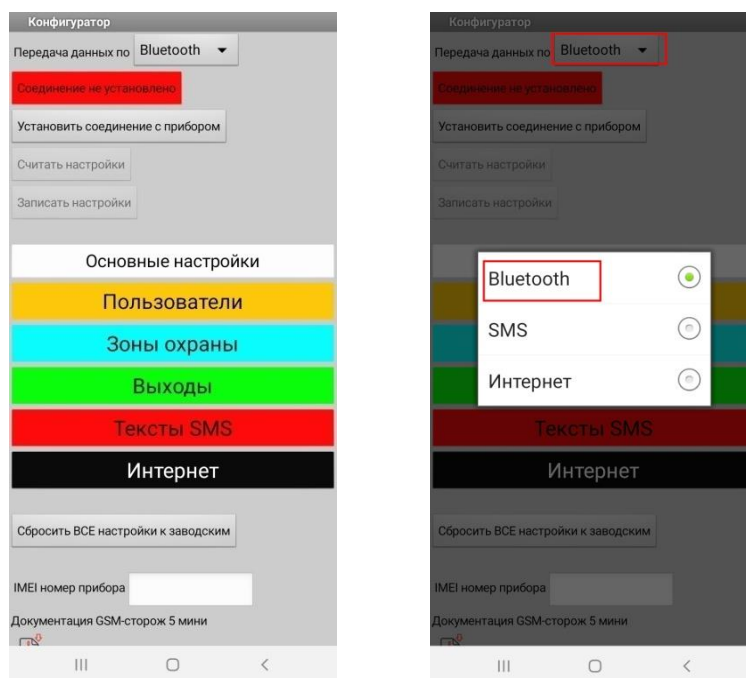 Конфигуратор
Передача данных по Bluetooth
Соединение не установлено
Установить соединение с прибором
Считать настройки
Записать настройки
Основные настройки
Пользователи
Зоны охраны
Выходы
Тексты SMS
Интернет
Сбросить ВСЕ настройки к заводским
IMEI номер прибора
Документация GSM-сторож 5 мини
Конфигуратор
Передача данных по Bluetooth
Соединение не установлено
Установить соединение с прибором
Считать настройки
Записать настройки
Bluetooth
SMS
Интернет
Тексты SMS
Интернет
Сбросить ВСЕ настройки к заводским
IMEI номер прибора
Документация GSM-сторож 5 мини